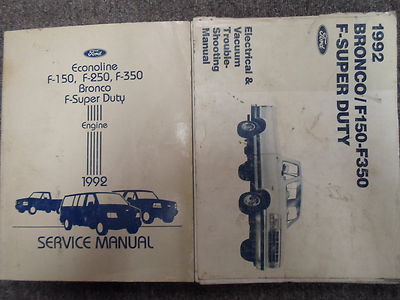 Ford
Econoline
F-150, F-250, F-350
Bronco
F-Super Duty
Engine
1992
SERVICE MANUAL
1992
BRONCO/F150-F350
F-SUPER DUTY
Ford
Electrical &
Vacuum
Trouble-
Shooting
Manual